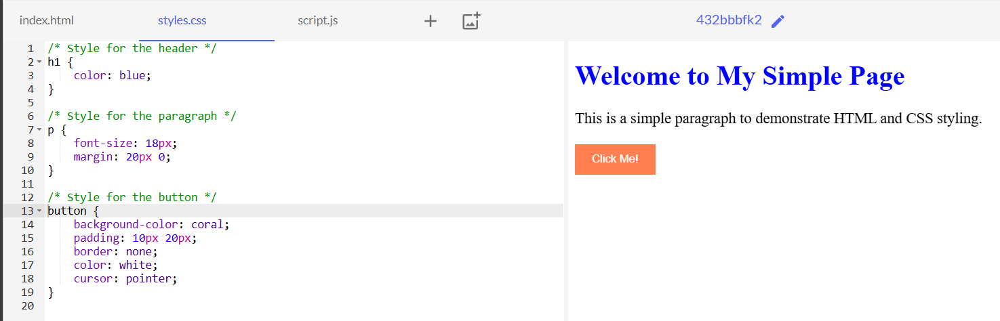 index.html styles.css script.js 432bbbfk2
1 /* Style for the header */
2 h1 {
3     color: blue;
4 }
5
6 /* Style for the paragraph */
7 p {
8     font-size: 18px;
9     margin: 20px 0;
10 }
11
12 /* Style for the button */
13 button {
14     background-color: coral;
15     padding: 10px 20px;
16     border: none;
17     color: white;
18     cursor: pointer;
19 }
20
Welcome to My Simple Page
This is a simple paragraph to demonstrate HTML and CSS styling.
Click Me!